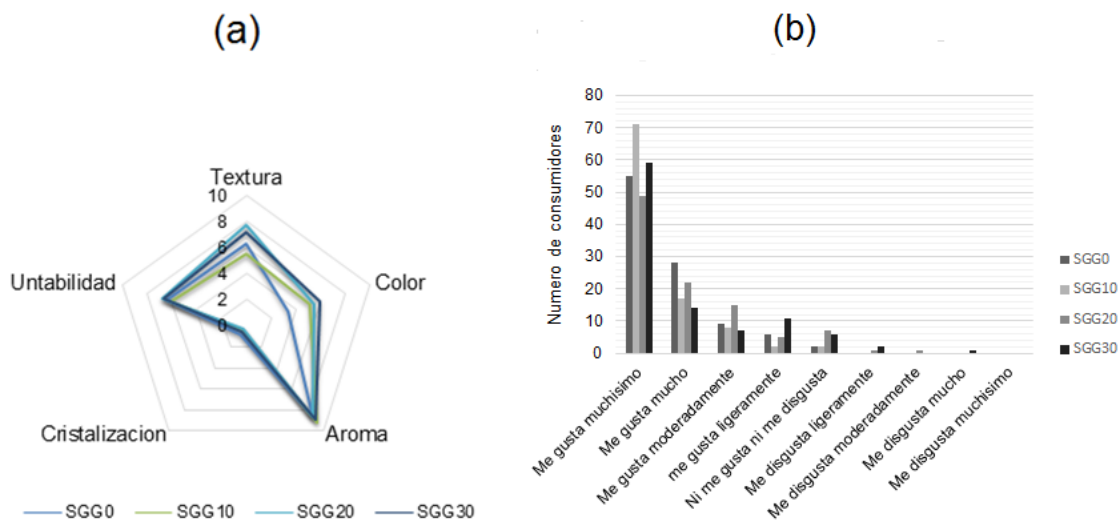 (a)
Textura
10
8
6
4
2
0
Untabilidad
Color
Cristalizacion
Aroma
SGG0
SGG10
SGG20
SGG30
(b)
Numero de consumidores
80
70
60
50
40
30
20
10
0
Me gusta muchisimo
Me gusta mucho
Me gusta moderadamente
me gusta ligeramente
Ni me gusta ni me disgusta
Me disgusta ligeramente
Me disgusta moderadamente
Me disgusta mucho
Me disgusta muchisimo
SGG0
SGG10
SGG20
SGG30